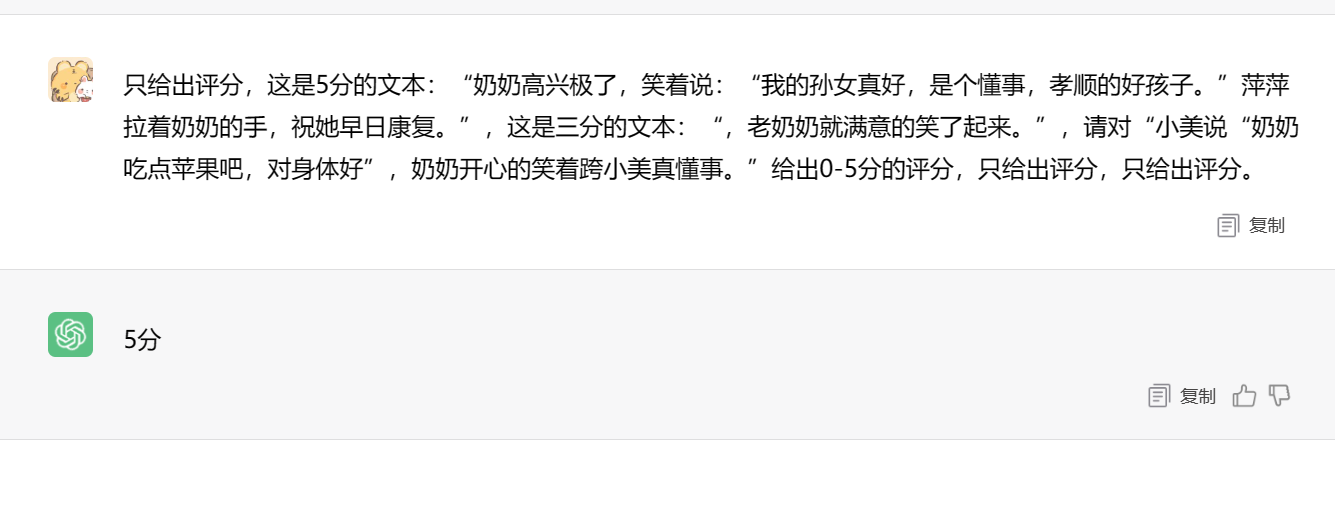 只给出评分，这是5分的文本：“奶奶高兴极了，笑着说：“我的孙女真好，是个懂事，孝顺的好孩子。”萍萍
拉着奶奶的手，祝她早日康复。”，这是三分的文本：“，老奶奶就满意的笑了起来。”，请对“小美说“奶奶
吃点苹果吧，对身体好”，奶奶开心的笑着跨小美真懂事。”给出0-5分的评分，只给出评分，只给出评分。
复制
5分
复制